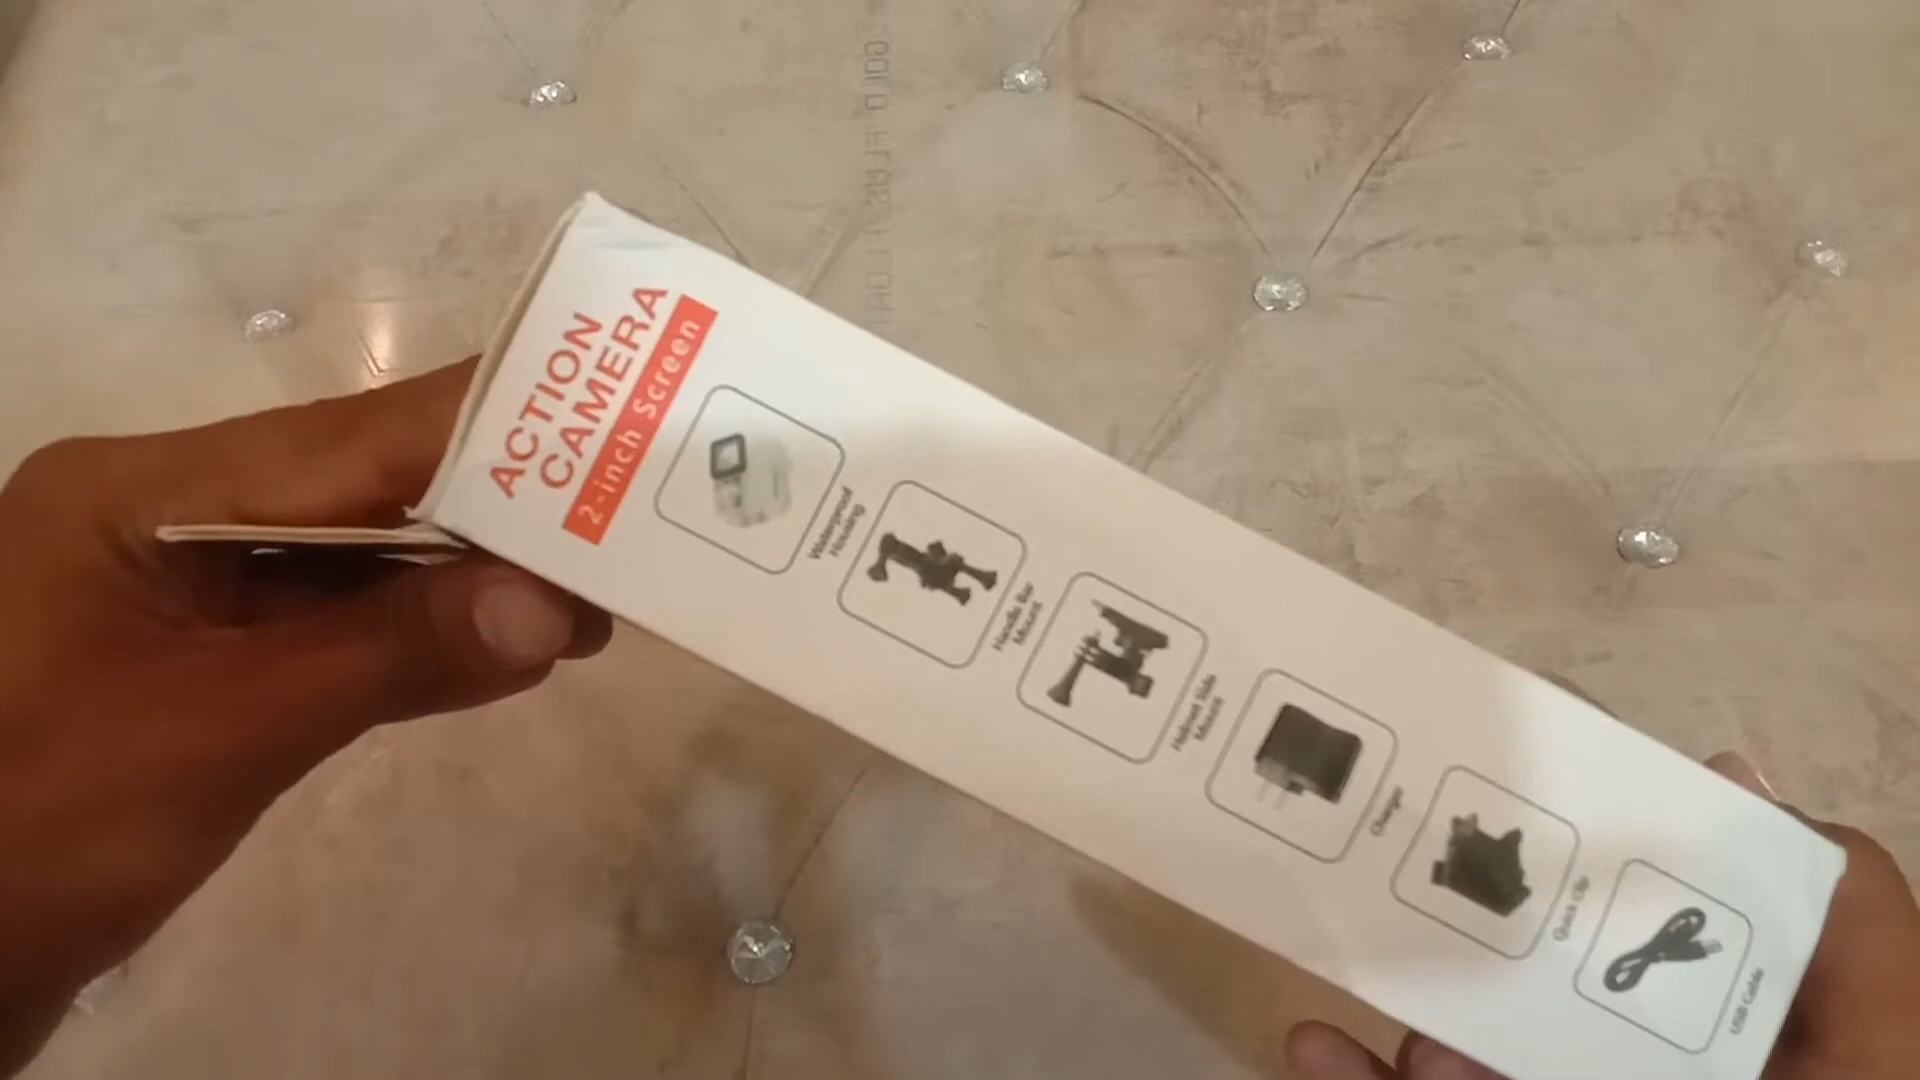 ACTION
CAMERA
2-inch Screen
Waterproof
Housing
Handle Bar
Mount
Helmet Side
Mount
Charger
Quick Clip
USB Cable